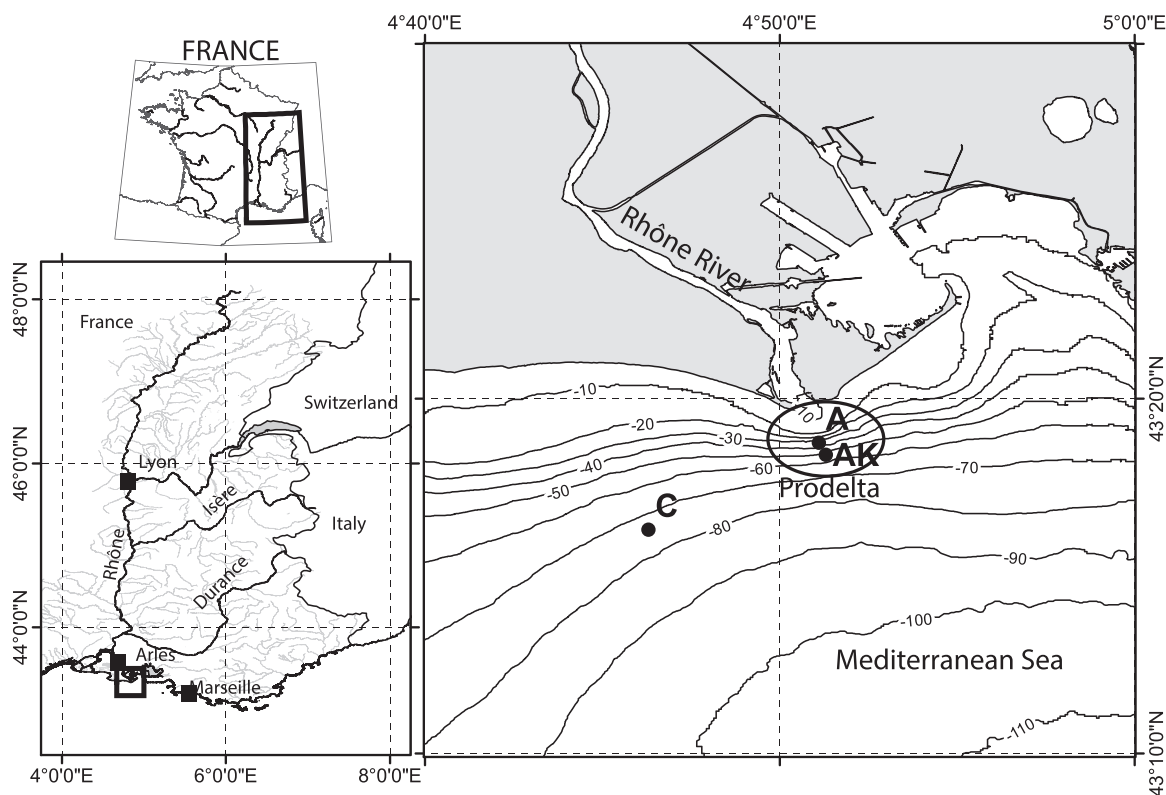 FRANCE
4°40'0"E
4°50'0"E
5°0'0"E
48°0'0"N
46°0'0"N
44°0'0"N
France
Switzerland
Lyon
Isère
Italy
Rhône
Durance
Arles
Marseille
4°0'0"E
6°0'0"E
8°0'0"E
Rhône River
43°20'0"N
-10
10
-20
A
-30
AK
-40
-60
-70
-50
Prodelta
C
-80
-90
-100
Mediterranean Sea
-110
43°10'0"N